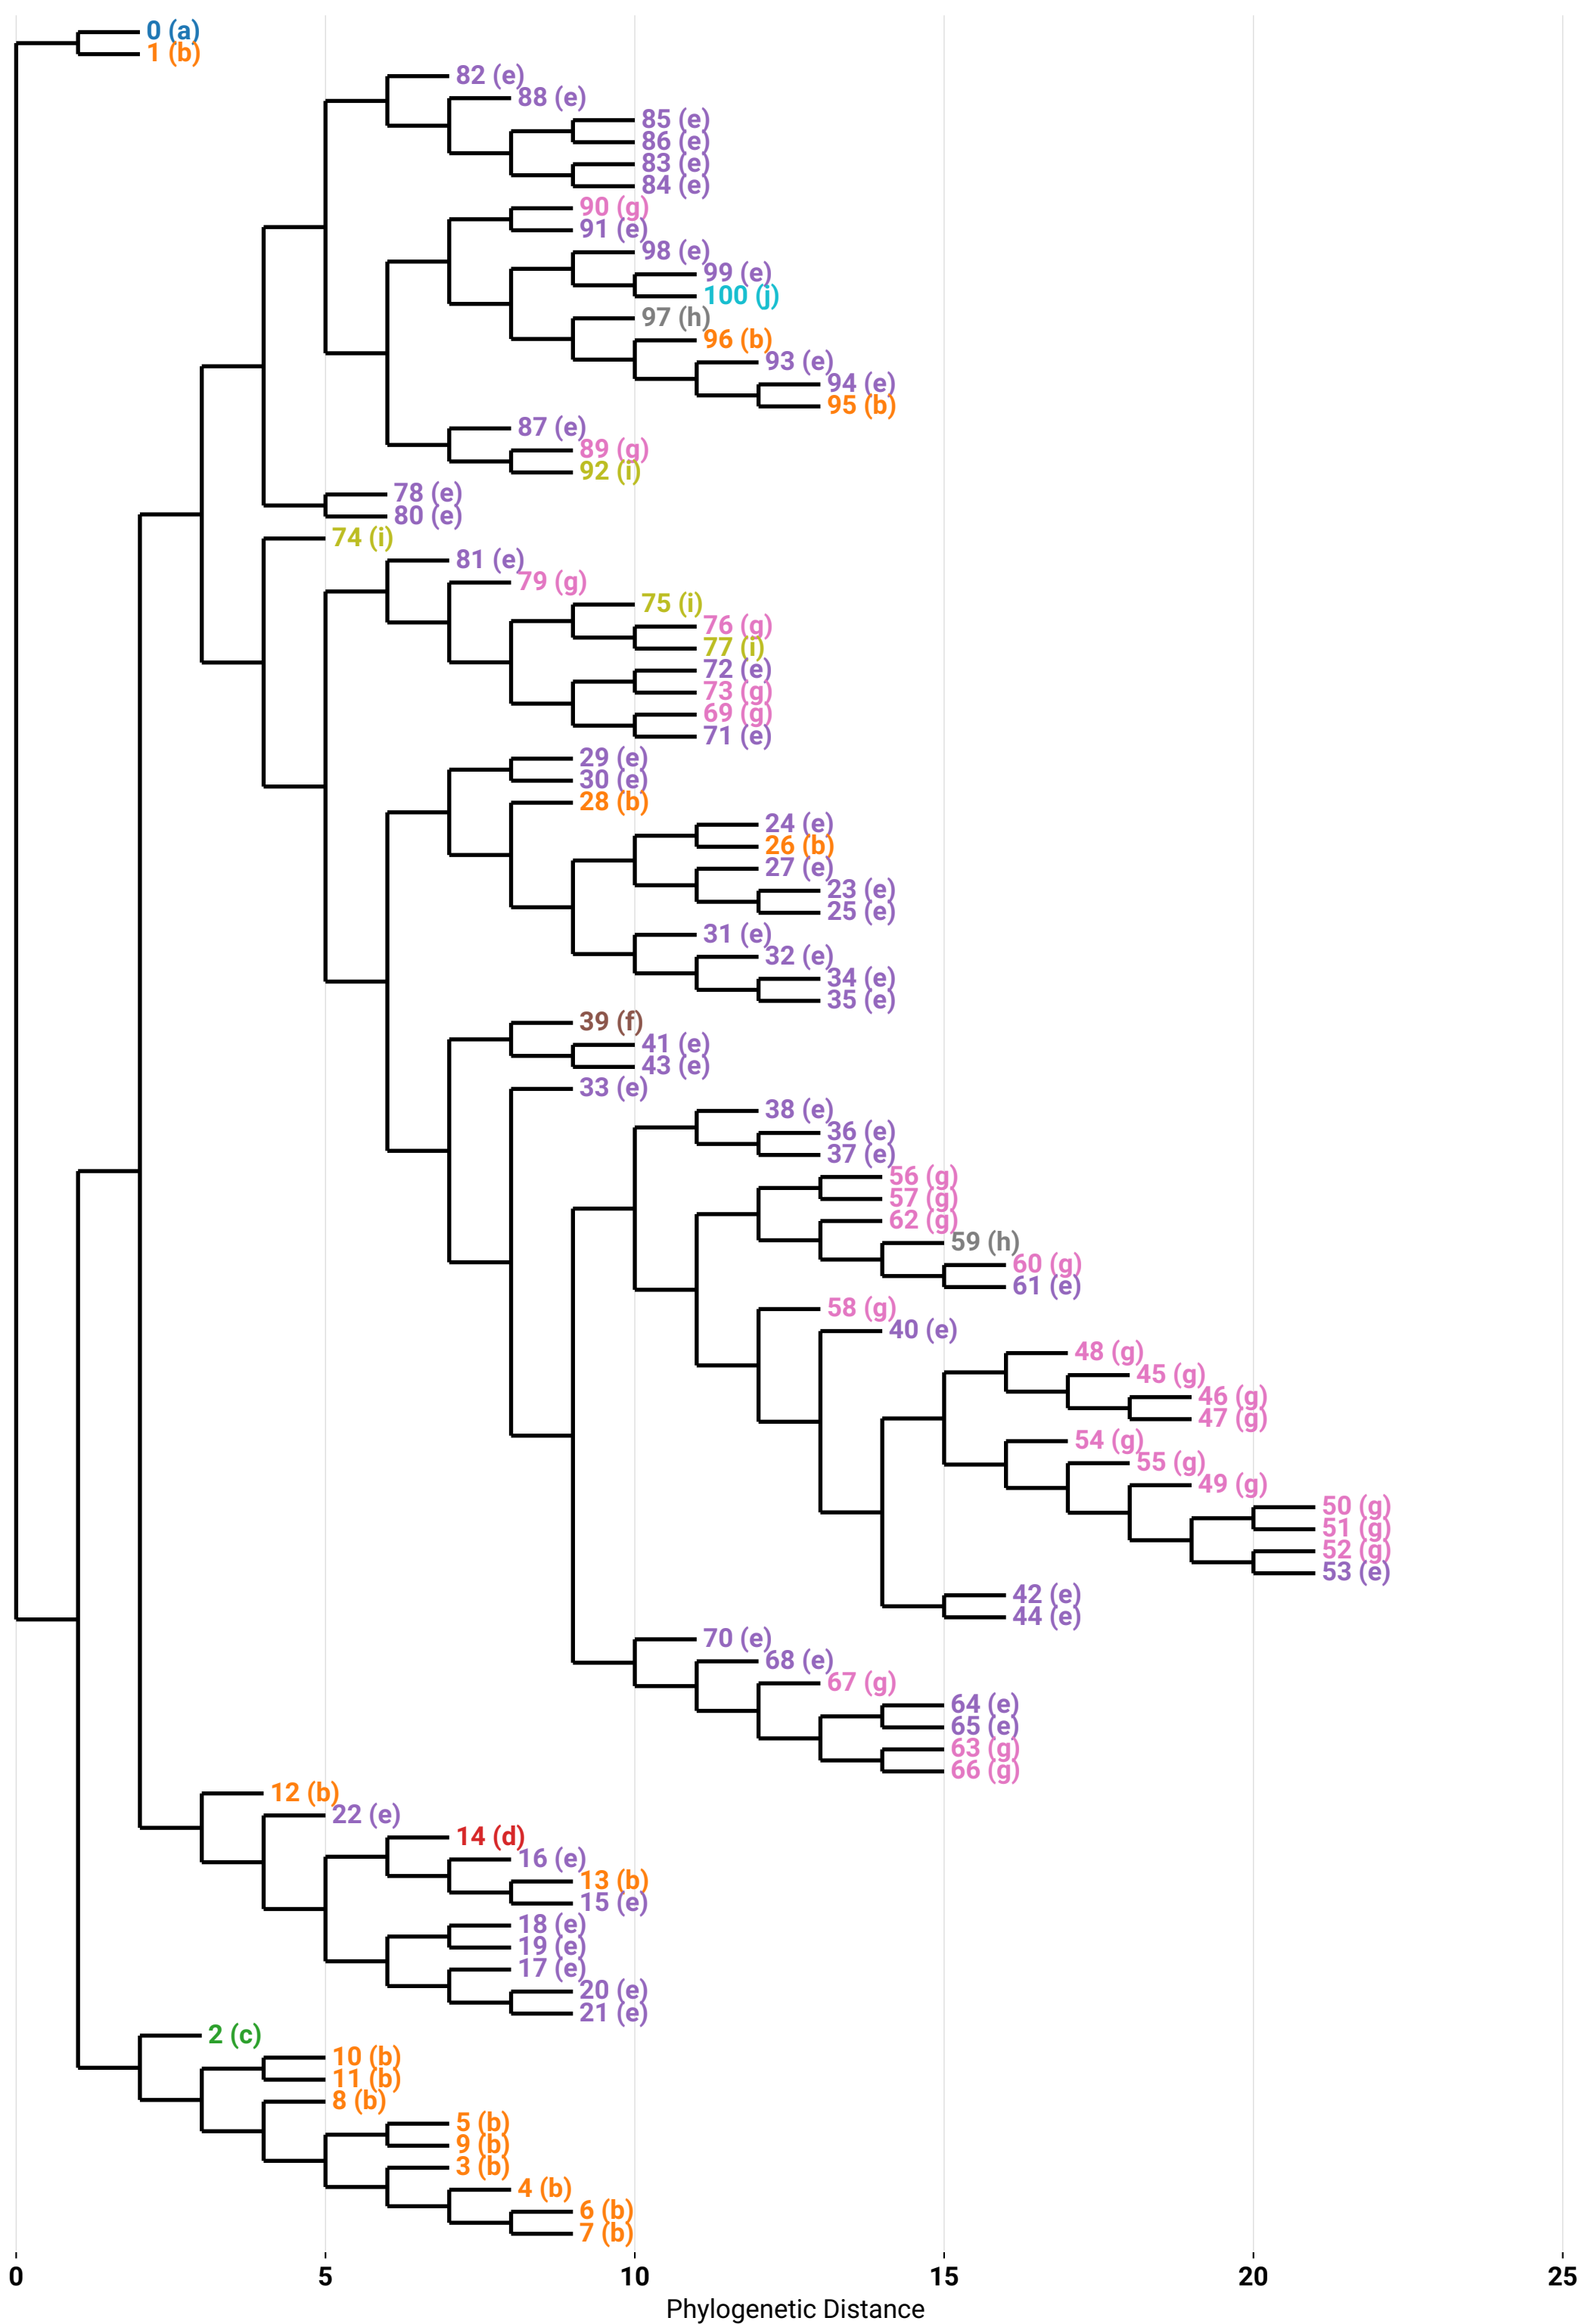 0 (a)
1 (b)
82 (e)
88 (e)
85 (e)
86 (e)
83 (e)
84 (e)
90 (g)
91 (e)
98 (e)
99 (e)
100 (j)
97 (h)
96 (b)
93 (e)
94 (e)
95 (b)
87 (e)
89 (g)
92 (i)
78 (e)
80 (e)
74 (i)
81 (e)
79 (g)
75 (i)
76 (g)
77 (i)
72 (e)
73 (g)
69 (g)
71 (e)
29 (e)
30 (e)
28 (b)
24 (e)
26 (b)
27 (e)
23 (e)
25 (e)
31 (e)
32 (e)
34 (e)
35 (e)
39 (f)
41 (e)
43 (e)
33 (e)
38 (e)
36 (e)
37 (e)
56 (g)
57 (g)
62 (g)
59 (h)
60 (g)
61 (e)
58 (g)
40 (e)
48 (g)
45 (g)
46 (g)
47 (g)
54 (g)
55 (g)
49 (g)
50 (g)
51 (g)
52 (g)
53 (e)
42 (e)
44 (e)
70 (e)
68 (e)
67 (g)
64 (e)
65 (e)
63 (g)
66 (g)
12 (b)
22 (e)
14 (d)
16 (e)
13 (b)
15 (e)
18 (e)
19 (e)
17 (e)
20 (e)
21 (e)
2 (c)
10 (b)
11 (b)
8 (b)
5 (b)
9 (b)
3 (b)
4 (b)
6 (b)
7 (b)
0 5 10 15 20 25
Phylogenetic Distance